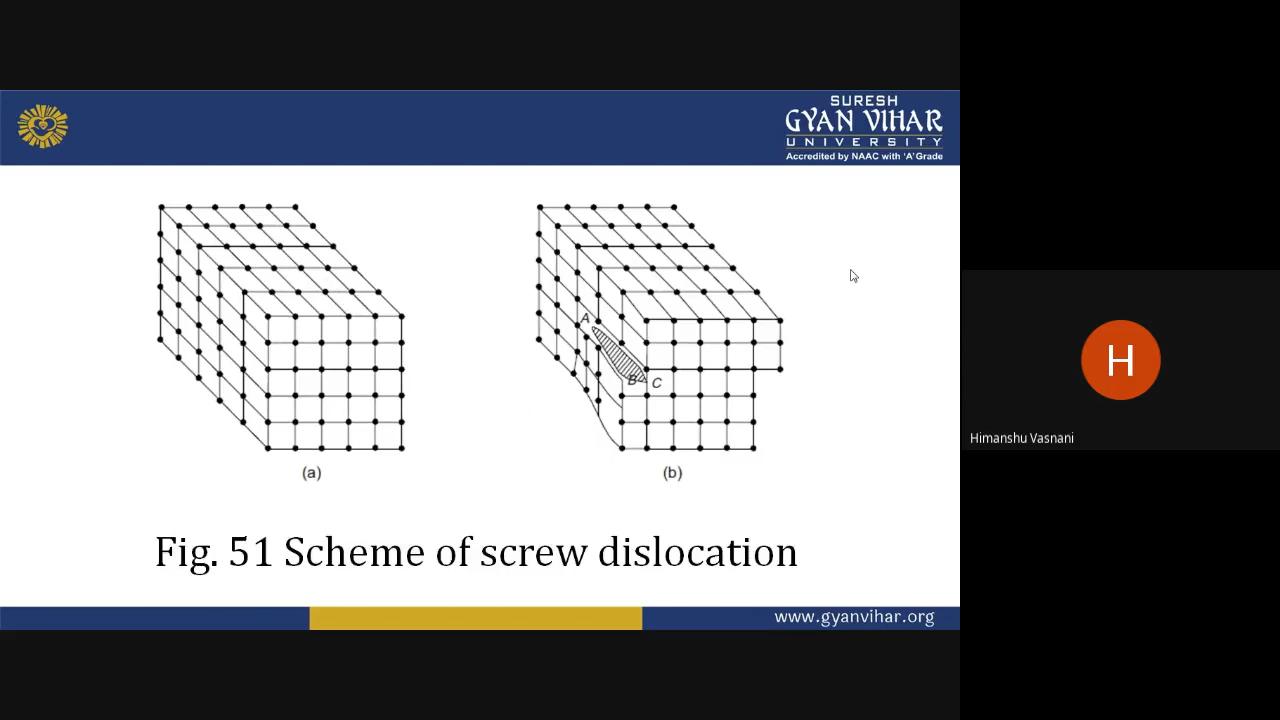 SURESH
GYAN VIHAR
UNIVERSITY
Accredited by NAAC with 'A' Grade
A
B C
(a)
(b)
Fig. 51 Scheme of screw dislocation
www.gyanvihar.org
H
Himanshu Vasnani